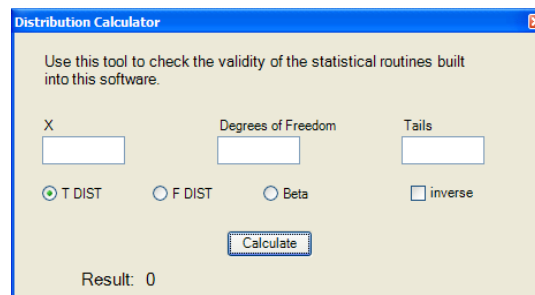 Distribution Calculator
Use this tool to check the validity of the statistical routines built
into this software.
X Degrees of Freedom Tails
T DIST F DIST Beta inverse
Calculate
Result: 0